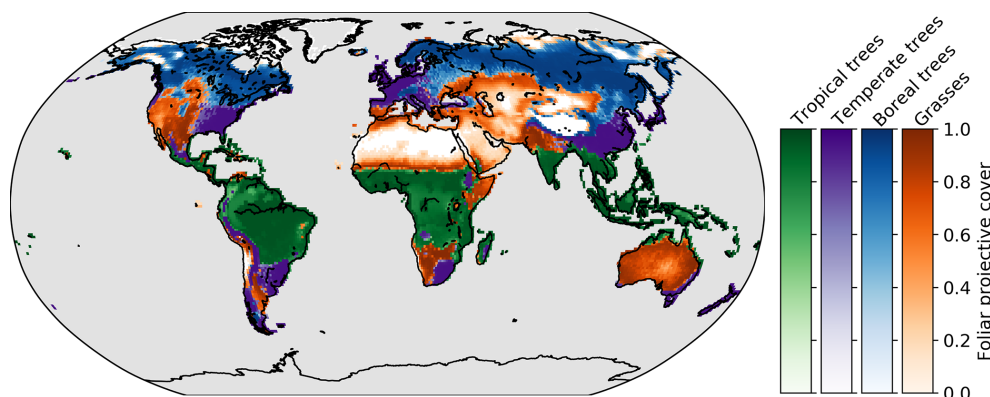 Tropical trees
Temperate trees
Boreal trees
Grasses
1.0
0.8
0.6
0.4
0.2
0.0
Foliar projective cover